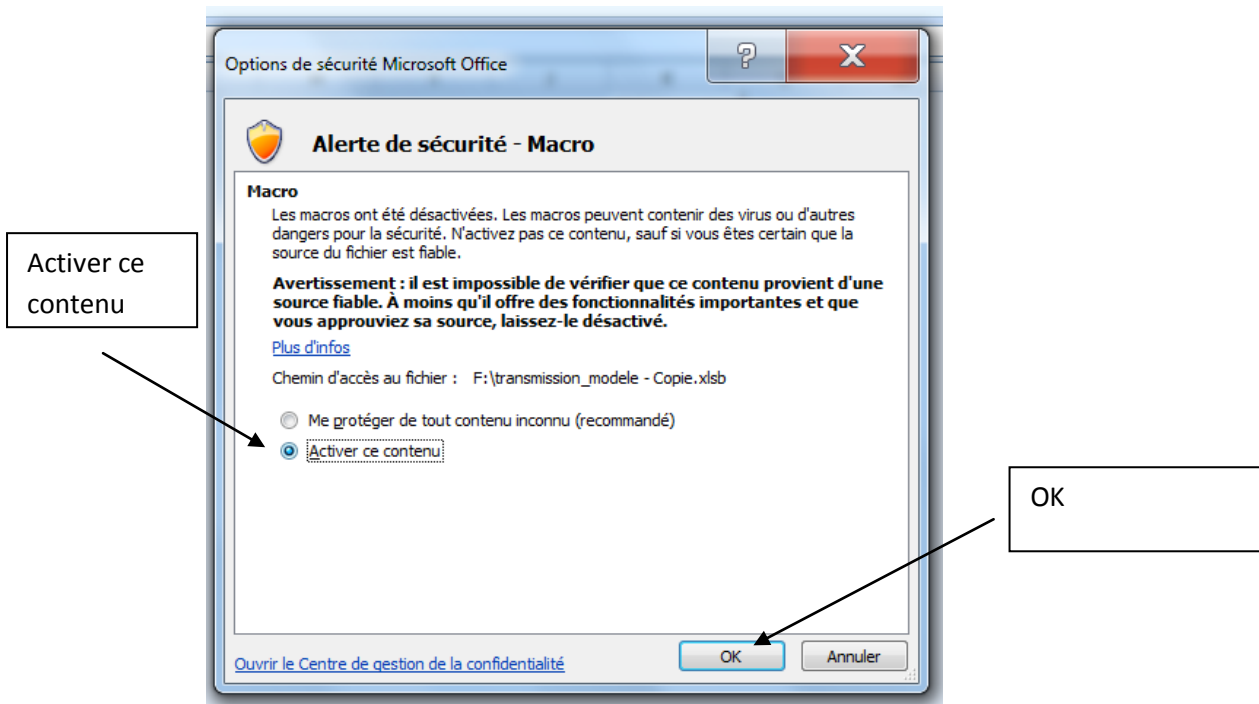 Options de sécurité Microsoft Office
Alerte de sécurité - Macro
Macro
Les macros ont été désactivées. Les macros peuvent contenir des virus ou d'autres
dangers pour la sécurité. N'activez pas ce contenu, sauf si vous êtes certain que la
source du fichier est fiable.
Avertissement : il est impossible de vérifier que ce contenu provient d'une
source fiable. À moins qu'il offre des fonctionnalités importantes et que
vous approuviez sa source, laissez-le désactivé.
Plus d'infos
Chemin d'accès au fichier : F:\transmission_modele - Copie.xlsb
Me protéger de tout contenu inconnu (recommandé)
Activer ce contenu
Ouvrir le Centre de gestion de la confidentialité
OK
Annuler
Activer ce
contenu
OK